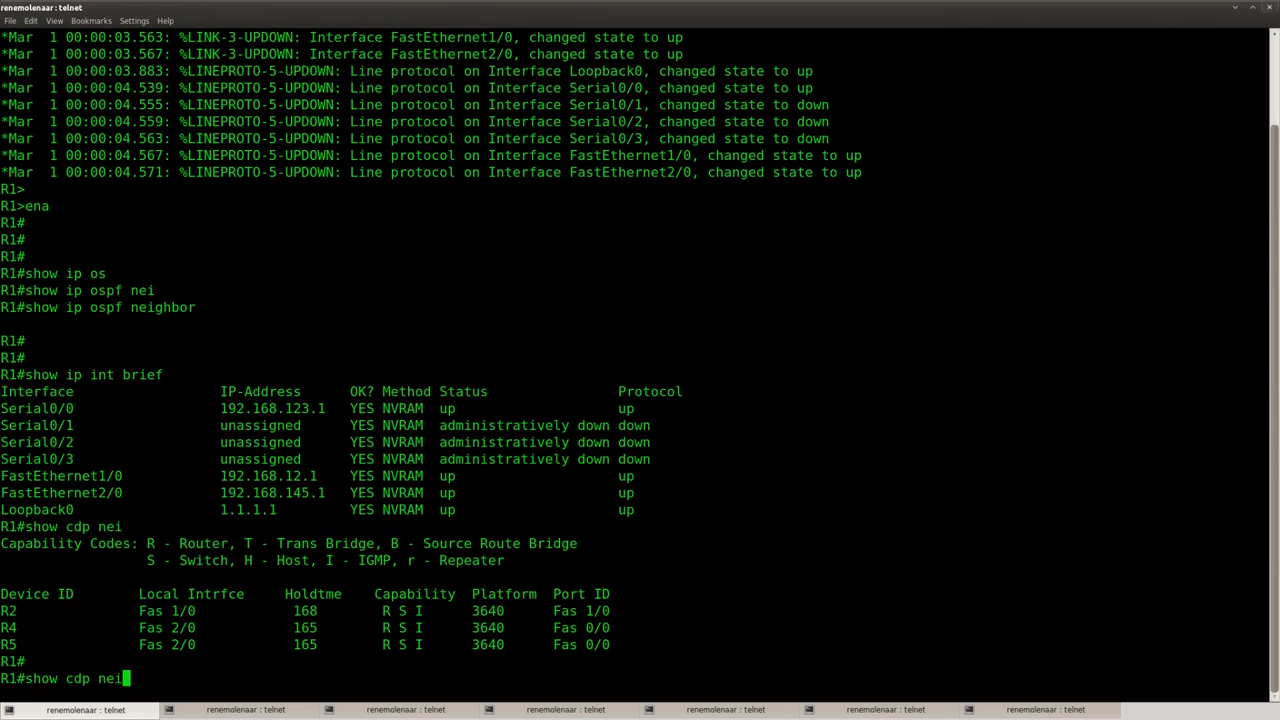 renemolenaar : telnet
File Edit View Bookmarks Settings Help
*Mar  1 00:00:03.563: %LINK-3-UPDOWN: Interface FastEthernet1/0, changed state to up
*Mar  1 00:00:03.567: %LINK-3-UPDOWN: Interface FastEthernet2/0, changed state to up
*Mar  1 00:00:03.883: %LINEPROTO-5-UPDOWN: Line protocol on Interface Loopback0, changed state to up
*Mar  1 00:00:04.539: %LINEPROTO-5-UPDOWN: Line protocol on Interface Serial0/0, changed state to up
*Mar  1 00:00:04.555: %LINEPROTO-5-UPDOWN: Line protocol on Interface Serial0/1, changed state to down
*Mar  1 00:00:04.559: %LINEPROTO-5-UPDOWN: Line protocol on Interface Serial0/2, changed state to down
*Mar  1 00:00:04.563: %LINEPROTO-5-UPDOWN: Line protocol on Interface Serial0/3, changed state to down
*Mar  1 00:00:04.567: %LINEPROTO-5-UPDOWN: Line protocol on Interface FastEthernet1/0, changed state to up
*Mar  1 00:00:04.571: %LINEPROTO-5-UPDOWN: Line protocol on Interface FastEthernet2/0, changed state to up
R1>
R1>ena
R1#
R1#
R1#
R1#show ip os
R1#show ip ospf nei
R1#show ip ospf neighbor
R1#
R1#
R1#show ip int brief
Interface                  IP-Address      OK? Method Status                Protocol
Serial0/0                  192.168.123.1   YES NVRAM  up                    up
Serial0/1                  unassigned      YES NVRAM  administratively down down
Serial0/2                  unassigned      YES NVRAM  administratively down down
Serial0/3                  unassigned      YES NVRAM  administratively down down
FastEthernet1/0            192.168.12.1    YES NVRAM  up                    up
FastEthernet2/0            192.168.145.1   YES NVRAM  up                    up
Loopback0                  1.1.1.1         YES NVRAM  up                    up
R1#show cdp nei
Capability Codes: R - Router, T - Trans Bridge, B - Source Route Bridge
                  S - Switch, H - Host, I - IGMP, r - Repeater
Device ID        Local Intrfce     Holdtme    Capability  Platform  Port ID
R2               Fas 1/0            168        R S I      3640      Fas 1/0
R4               Fas 2/0            165        R S I      3640      Fas 0/0
R5               Fas 2/0            165        R S I      3640      Fas 0/0
R1#
R1#show cdp nei
renemolenaar : telnet renemolenaar : telnet renemolenaar : telnet renemolenaar : telnet renemolenaar : telnet renemolenaar : telnet renemolenaar : telnet